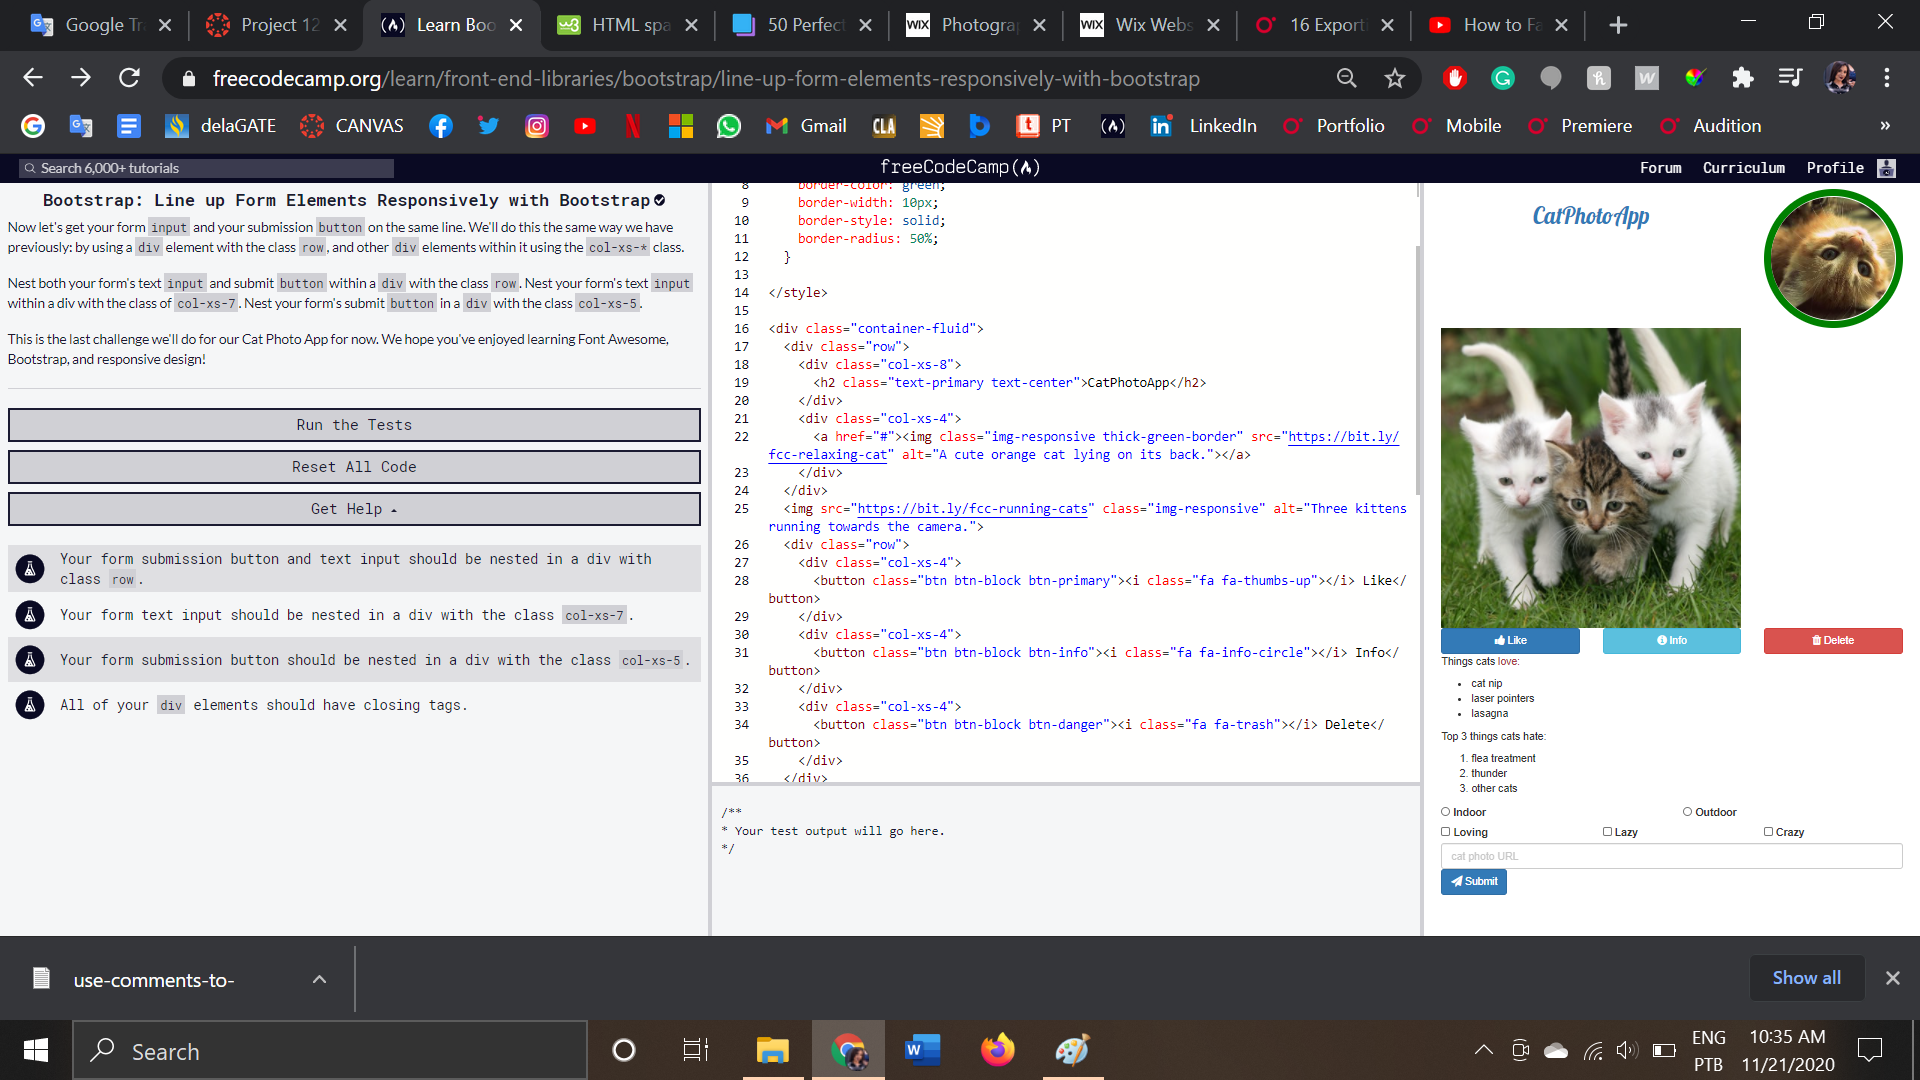 Google Tr
Project 12
Learn Boo
HTML spa
50 Perfec
Photogra
Wix Webs
16 Export
How to Fa
freecodecamp.org/learn/front-end-libraries/bootstrap/line-up-form-elements-responsively-with-bootstrap
delaGATE
CANVAS
Gmail
CLA
PT
LinkedIn
Portfolio
Mobile
Premiere
Audition
»
Search 6,000+ tutorials
freeCodeCamp
Forum
Curriculum
Profile
Bootstrap: Line up Form Elements Responsively with Bootstrap
Now let's get your form input and your submission button on the same line. We'll do this the same way we have
previously: by using a div element with the class row, and other div elements within it using the col-xs-* class.
Nest both your form's text input and submit button within a div with the class row. Nest your form's text input
within a div with the class of col-xs-7. Nest your form's submit button in a div with the class col-xs-5.
This is the last challenge we'll do for our Cat Photo App for now. We hope you've enjoyed learning Font Awesome,
Bootstrap, and responsive design!
Run the Tests
Reset All Code
Get Help
Your form submission button and text input should be nested in a div with
class row.
Your form text input should be nested in a div with the class col-xs-7.
Your form submission button should be nested in a div with the class col-xs-5.
All of your div elements should have closing tags.
8 border-color: green;
9 border-width: 10px;
10 border-style: solid;
11 border-radius: 50%;
12 }
13
14 </style>
15
16 <div class="container-fluid">
17 <div class="row">
18 <div class="col-xs-8">
19 <h2 class="text-primary text-center">CatPhotoApp</h2>
20 </div>
21 <div class="col-xs-4">
22 <a href="#"><img class="img-responsive thick-green-border" src="https://bit.ly/
fcc-relaxing-cat" alt="A cute orange cat lying on its back."></a>
23 </div>
24 </div>
25 <img src="https://bit.ly/fcc-running-cats" class="img-responsive" alt="Three kittens
running towards the camera.">
26 <div class="row">
27 <div class="col-xs-4">
28 <button class="btn btn-block btn-primary"><i class="fa fa-thumbs-up"></i> Like</
button>
29 </div>
30 <div class="col-xs-4">
31 <button class="btn btn-block btn-info"><i class="fa fa-info-circle"></i> Info</
button>
32 </div>
33 <div class="col-xs-4">
34 <button class="btn btn-block btn-danger"><i class="fa fa-trash"></i> Delete</
button>
35 </div>
36 </div>
/**
* Your test output will go here.
*/
CatPhotoApp
Like
Info
Delete
Things cats love:
cat nip
laser pointers
lasagna
Top 3 things cats hate:
1. flea treatment
2. thunder
3. other cats
Indoor
Outdoor
Loving
Lazy
Crazy
cat photo URL
Submit
use-comments-to-
Show all
Search
ENG
PTB
10:35 AM
11/21/2020